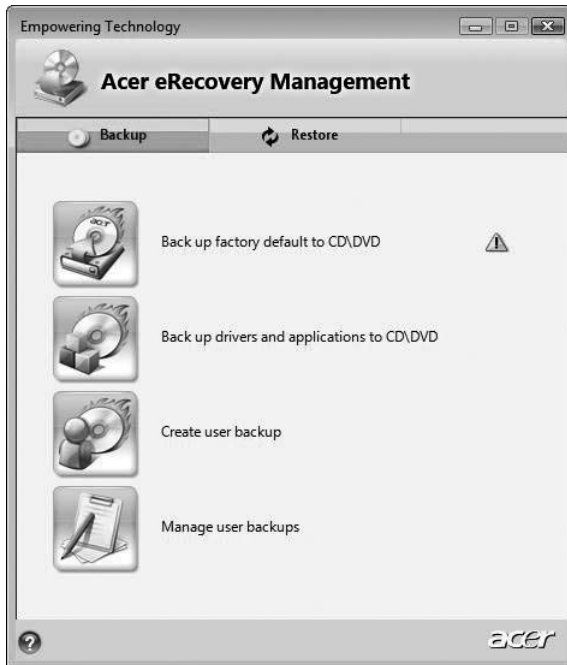 Empowering Technology
Acer eRecovery Management
Backup
Restore
acer
Back up factory default to CD\DVD
Back up drivers and applications to CD\DVD
Create user backup
Manage user backups
?
acer